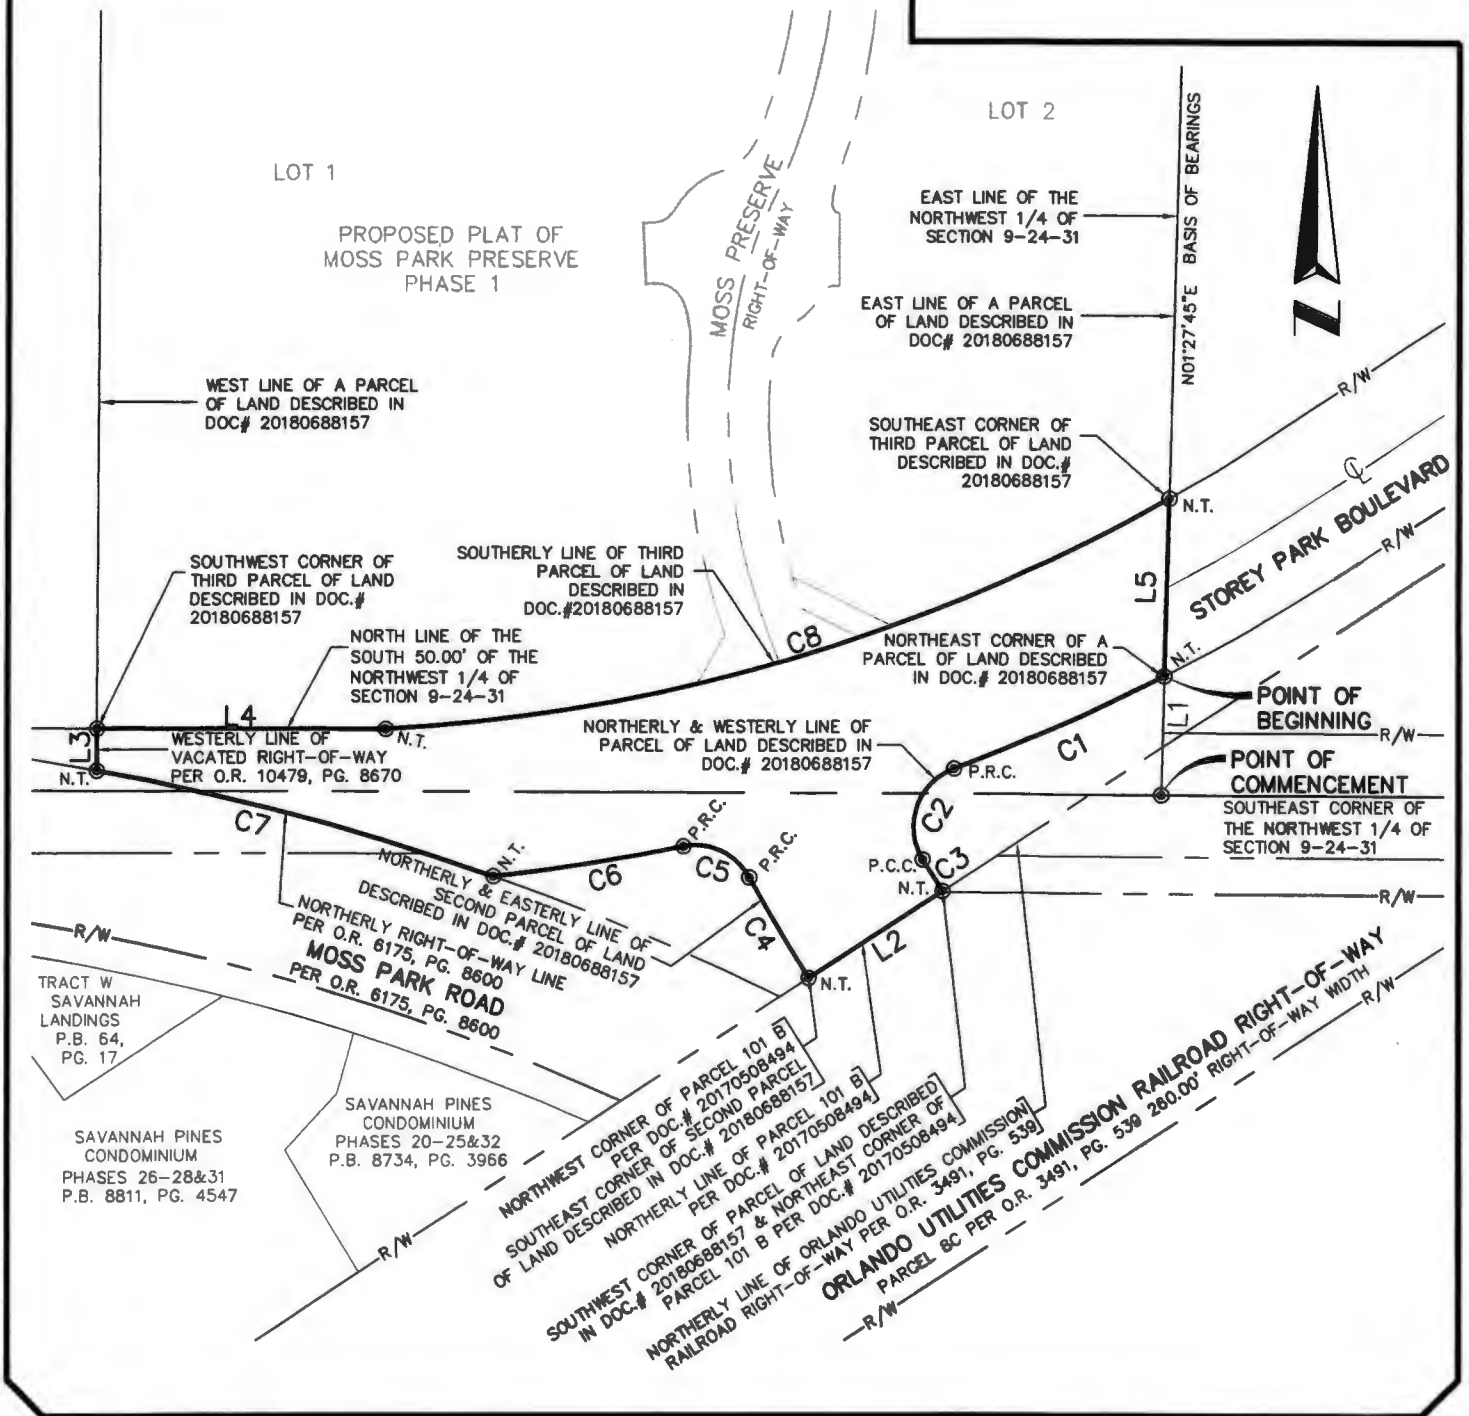 LOT 1
LOT 2
PROPOSED PLAT OF
MOSS PARK PRESERVE
PHASE 1
MOSS PRESERVE
RIGHT-OF-WAY
EAST LINE OF THE
NORTHWEST 1/4 OF
SECTION 9-24-31
N01°27'45"E BASIS OF BEARINGS
EAST LINE OF A PARCEL
OF LAND DESCRIBED IN
DOC# 20180688157
WEST LINE OF A PARCEL
OF LAND DESCRIBED IN
DOC# 20180688157
SOUTHEAST CORNER OF
THIRD PARCEL OF LAND
DESCRIBED IN DOC.#
20180688157
N.T.
R/W
CL
STOREY PARK BOULEVARD
R/W
L5
SOUTHWEST CORNER OF
THIRD PARCEL OF LAND
DESCRIBED IN DOC.#
20180688157
SOUTHERLY LINE OF THIRD
PARCEL OF LAND
DESCRIBED IN
DOC.#20180688157
NORTH LINE OF THE
SOUTH 50.00' OF THE
NORTHWEST 1/4 OF
SECTION 9-24-31
C8
NORTHEAST CORNER OF A
PARCEL OF LAND DESCRIBED
IN DOC.# 20180688157
N.T.
POINT OF
BEGINNING
L1
R/W
L4
N.T.
L3
N.T.
WESTERLY LINE OF
VACATED RIGHT-OF-WAY
PER O.R. 10479, PG. 8670
NORTHERLY & WESTERLY LINE OF
PARCEL OF LAND DESCRIBED IN
DOC.# 20180688157
C1
P.R.C.
POINT OF
COMMENCEMENT
SOUTHEAST CORNER OF
THE NORTHWEST 1/4 OF
SECTION 9-24-31
C2
P.C.C.
C3
N.T.
R/W
C7
N.T.
C6
P.R.C.
C5
P.R.C.
C4
L2
N.T.
NORTHERLY & EASTERLY LINE OF
SECOND PARCEL OF LAND
DESCRIBED IN DOC.# 20180688157
NORTHERLY RIGHT-OF-WAY LINE
PER O.R. 6175, PG. 8600
MOSS PARK ROAD
PER O.R. 6175, PG. 8600
R/W
TRACT W
SAVANNAH
LANDINGS
P.B. 64,
PG. 17
SAVANNAH PINES
CONDOMINIUM
PHASES 26-28&31
P.B. 8811, PG. 4547
SAVANNAH PINES
CONDOMINIUM
PHASES 20-25&32
P.B. 8734, PG. 3966
R/W
NORTHWEST CORNER OF PARCEL 101 B
PER DOC.# 20170508494
SOUTHEAST CORNER OF SECOND PARCEL
OF LAND DESCRIBED IN DOC.# 20180688157
NORTHERLY LINE OF PARCEL 101 B
PER DOC.# 20170508494
SOUTHWEST CORNER OF PARCEL OF LAND DESCRIBED
IN DOC.# 20180688157 & NORTHEAST CORNER OF
PARCEL 101 B PER DOC.# 20170508494
NORTHERLY LINE OF ORLANDO UTILITIES COMMISSION
RAILROAD RIGHT-OF-WAY PER O.R. 3491, PG. 539
ORLANDO UTILITIES COMMISSION RAILROAD RIGHT-OF-WAY
PARCEL BC PER O.R. 3491, PG. 539 260.00' RIGHT-OF-WAY WIDTH
R/W
R/W